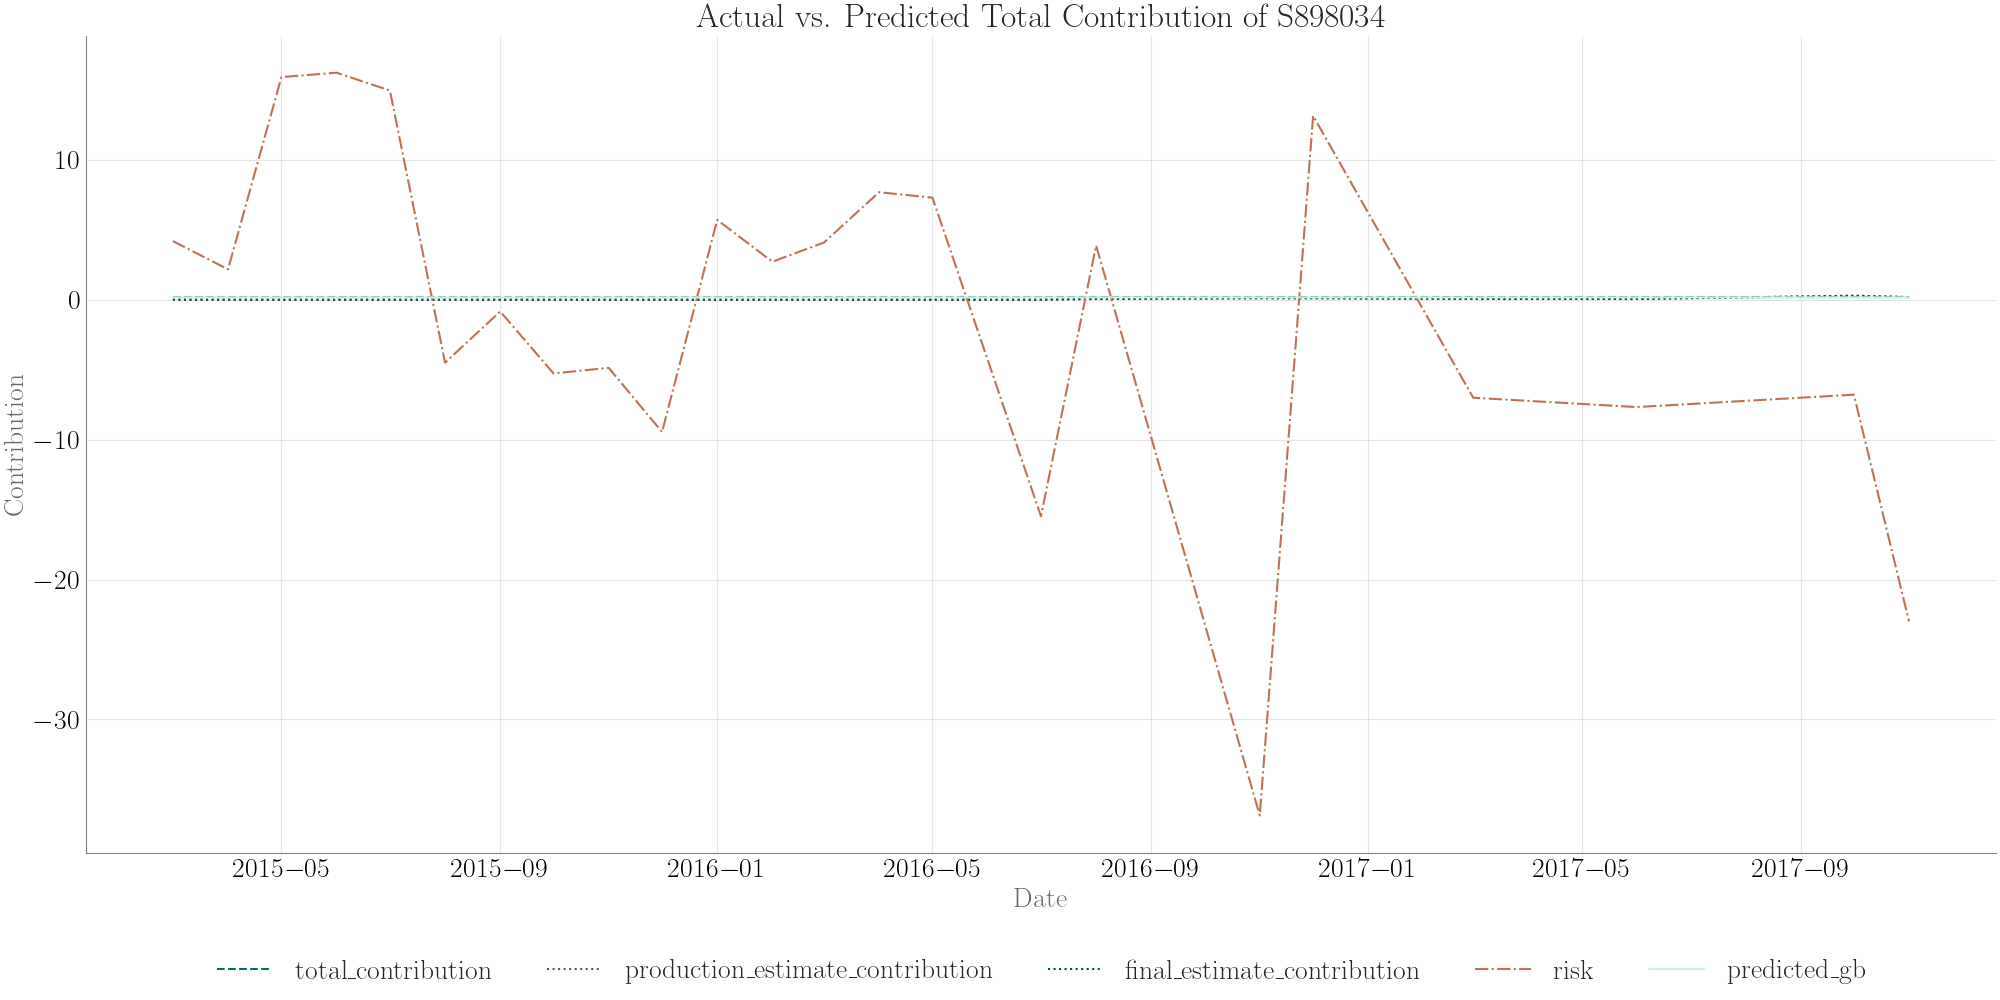 Actual vs. Predicted Total Contribution of S898034
10
0
−10
−20
−30
Contribution
2015−05 2015−09 2016−01 2016−05 2016−09 2017−01 2017−05 2017−09
Date
total_contribution production_estimate_contribution final_estimate_contribution risk predicted_gb